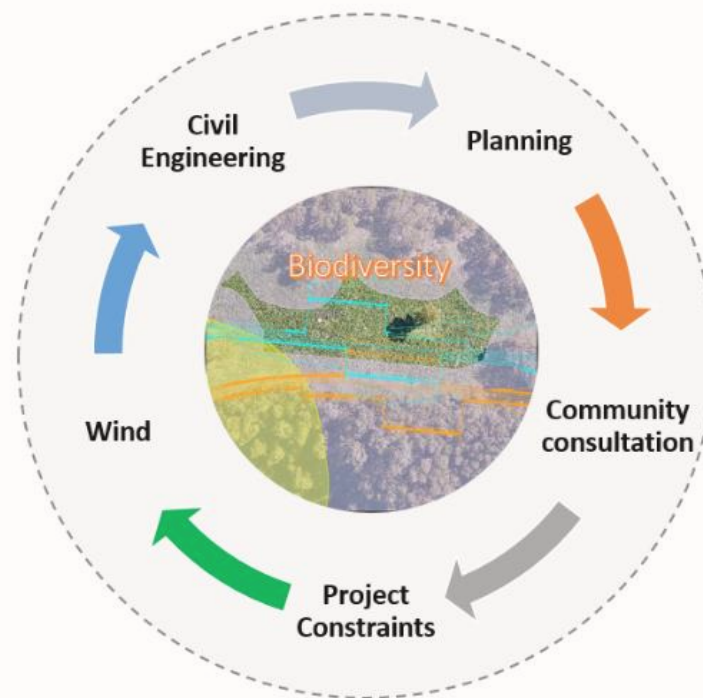 Civil
Engineering
Planning
Biodiversity
Wind
Community
consultation
Project
Constraints